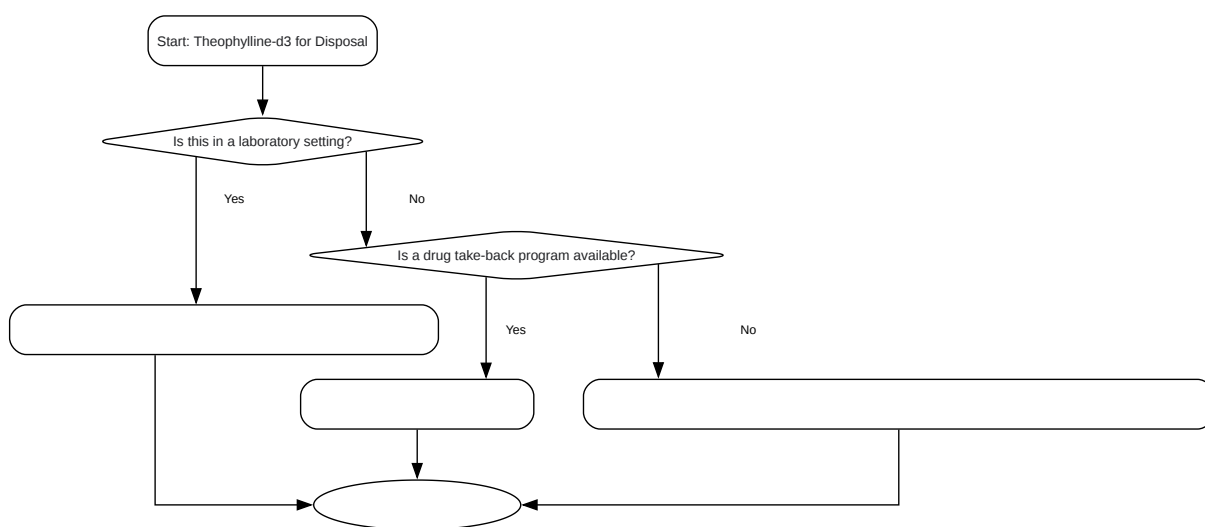 Start: Theophylline-d3 for Disposal
Is this in a laboratory setting?
Yes
No
Is a drug take-back program available?
Yes
No